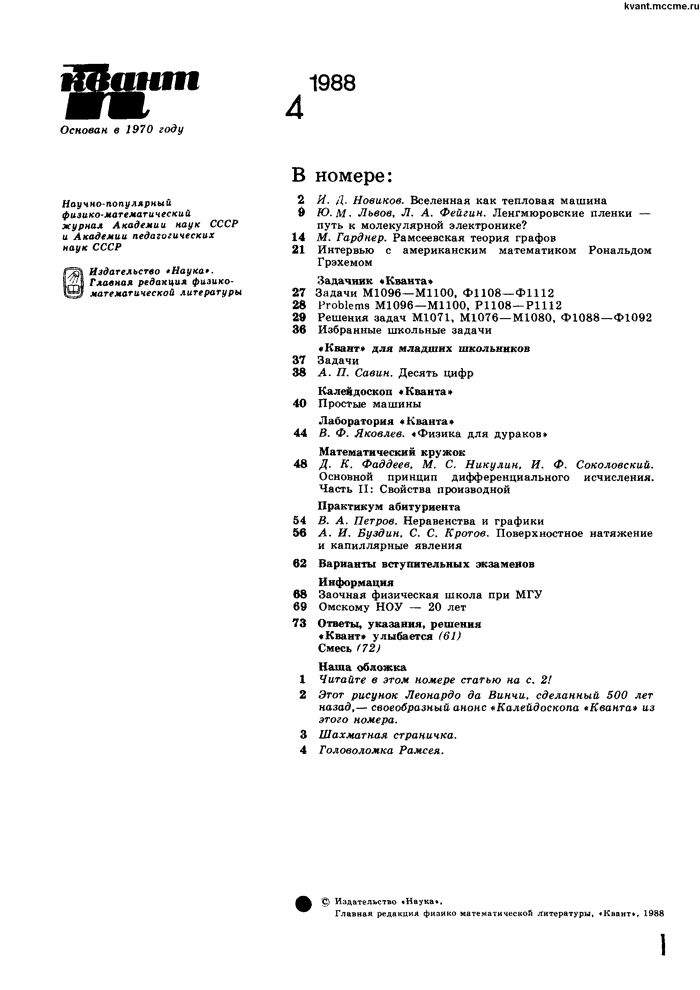 kvant.mccme.ru
квант
Основан в 1970 году
1988
4
Научно-популярный
физико-математический
журнал Академии наук СССР
и Академии педагогических
наук СССР
Издательство «Наука».
Главная редакция физико-
математической литературы
В номере:
2 И. Д. Новиков. Вселенная как тепловая машина
9 Ю. М. Львов, Л. А. Фейгин. Ленгмюровские пленки —
путь к молекулярной электронике?
14 М. Гарднер. Рамсеевская теория графов
21 Интервью с американским математиком Рональдом
Грэхемом
Задачник «Кванта»
27 Задачи М1096—М1100, Ф1108—Ф1112
28 Problems M1096—M1100, P1108—P1112
29 Решения задач М1071, М1076—М1080, Ф1088—Ф1092
36 Избранные школьные задачи
«Квант» для младших школьников
37 Задачи
38 А. П. Савин. Десять цифр
Калейдоскоп «Кванта»
40 Простые машины
Лаборатория «Кванта»
44 В. Ф. Яковлев. «Физика для дураков»
Математический кружок
48 Д. К. Фаддеев, М. С. Никулин, И. Ф. Соколовский.
Основной принцип дифференциального исчисления.
Часть II: Свойства производной
Практикум абитуриента
54 В. А. Петров. Неравенства и графики
56 А. И. Буздин, С. С. Кротов. Поверхностное натяжение
и капиллярные явления
62 Варианты вступительных экзаменов
Информация
68 Заочная физическая школа при МГУ
69 Омскому НОУ — 20 лет
73 Ответы, указания, решения
«Квант» улыбается (61)
Смесь (72)
Наша обложка
1 Читайте в этом номере статью на с. 2!
2 Этот рисунок Леонардо да Винчи, сделанный 500 лет
назад,— своеобразный анонс «Калейдоскопа «Кванта» из
этого номера.
3 Шахматная страничка.
4 Головоломка Рамсея.
© Издательство «Наука»,
Главная редакция физико математической литературы, «Квант», 1988
1